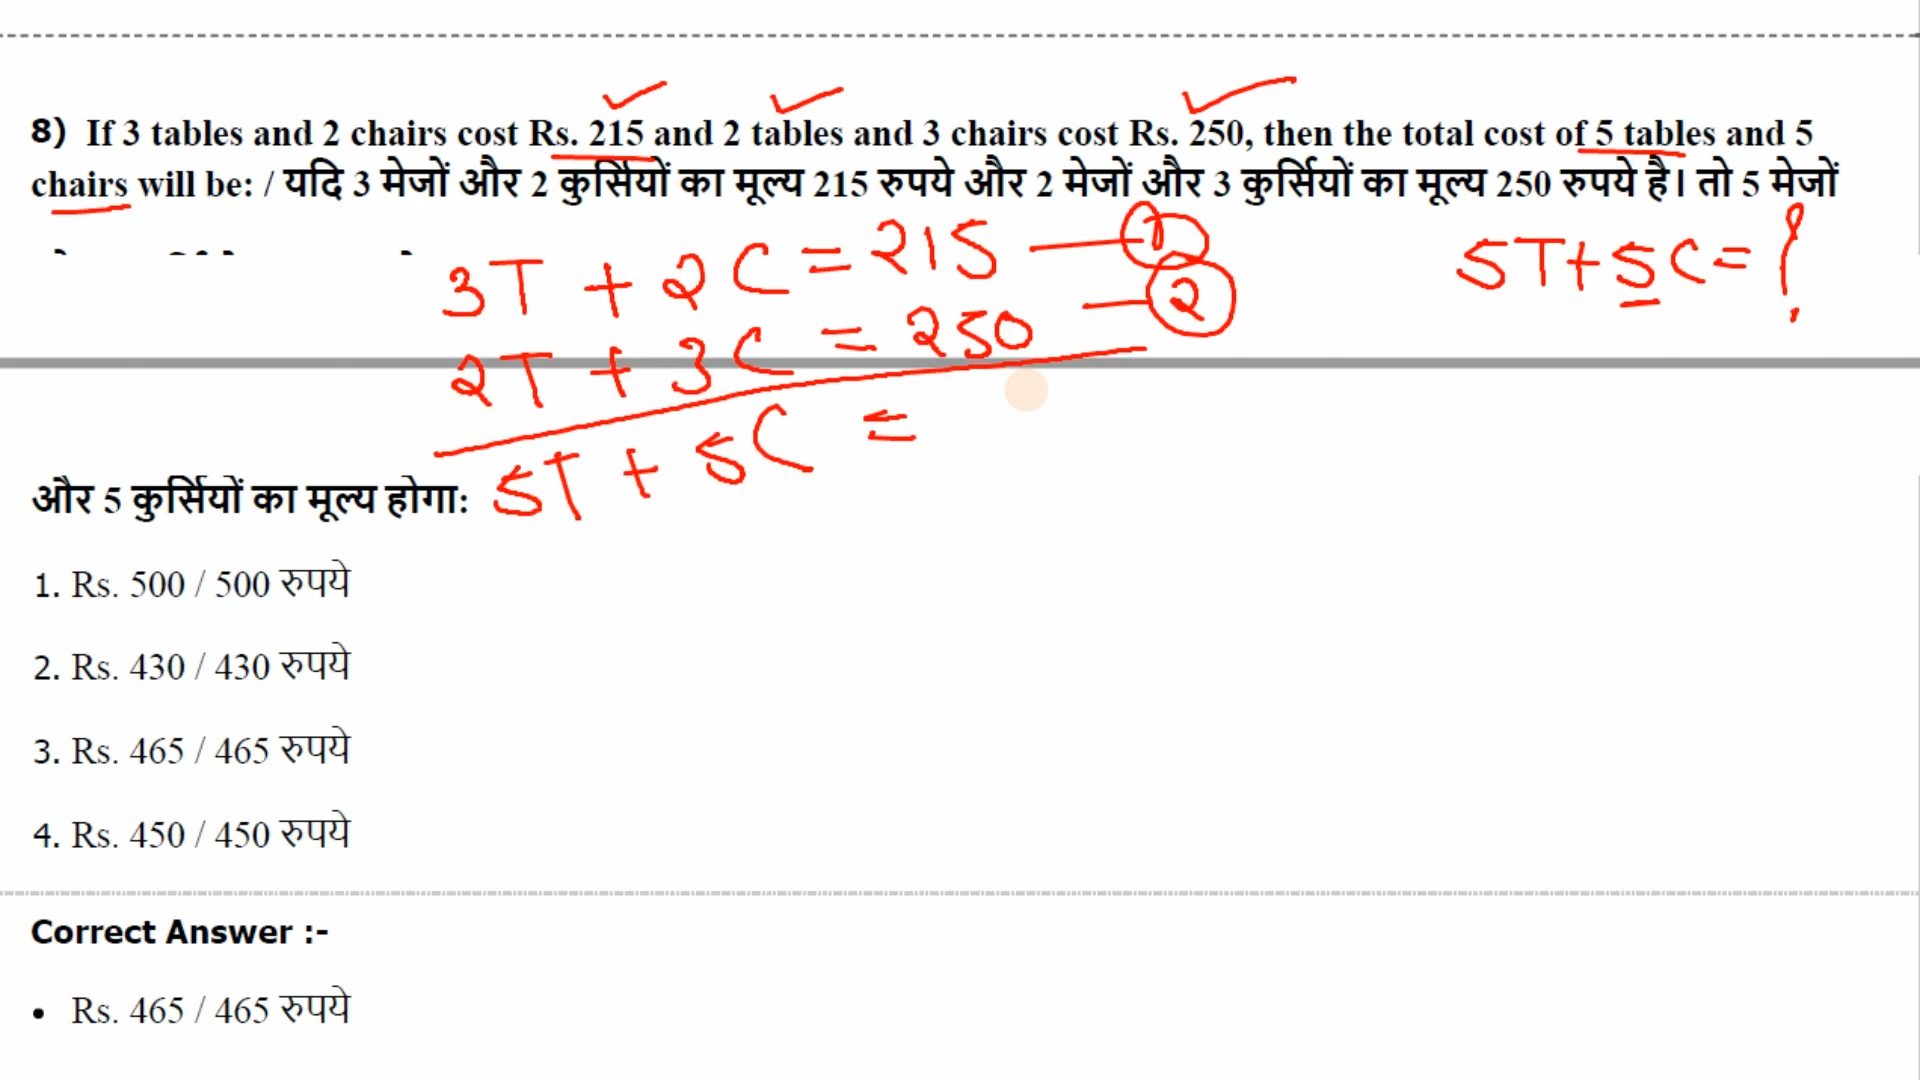 8) If 3 tables and 2 chairs cost Rs. 215 and 2 tables and 3 chairs cost Rs. 250, then the total cost of 5 tables and 5
chairs will be: / यदि 3 मेजों और 2 कुर्सियों का मूल्य 215 रुपये और 2 मेजों और 3 कुर्सियों का मूल्य 250 रुपये है। तो 5 मेजों
3T + 2C = 215 — 1
5T + 5C = ?
2T + 3C = 250 — 2
5T + 5C =
और 5 कुर्सियों का मूल्य होगा:
1. Rs. 500 / 500 रुपये
2. Rs. 430 / 430 रुपये
3. Rs. 465 / 465 रुपये
4. Rs. 450 / 450 रुपये
Correct Answer :-
• Rs. 465 / 465 रुपये